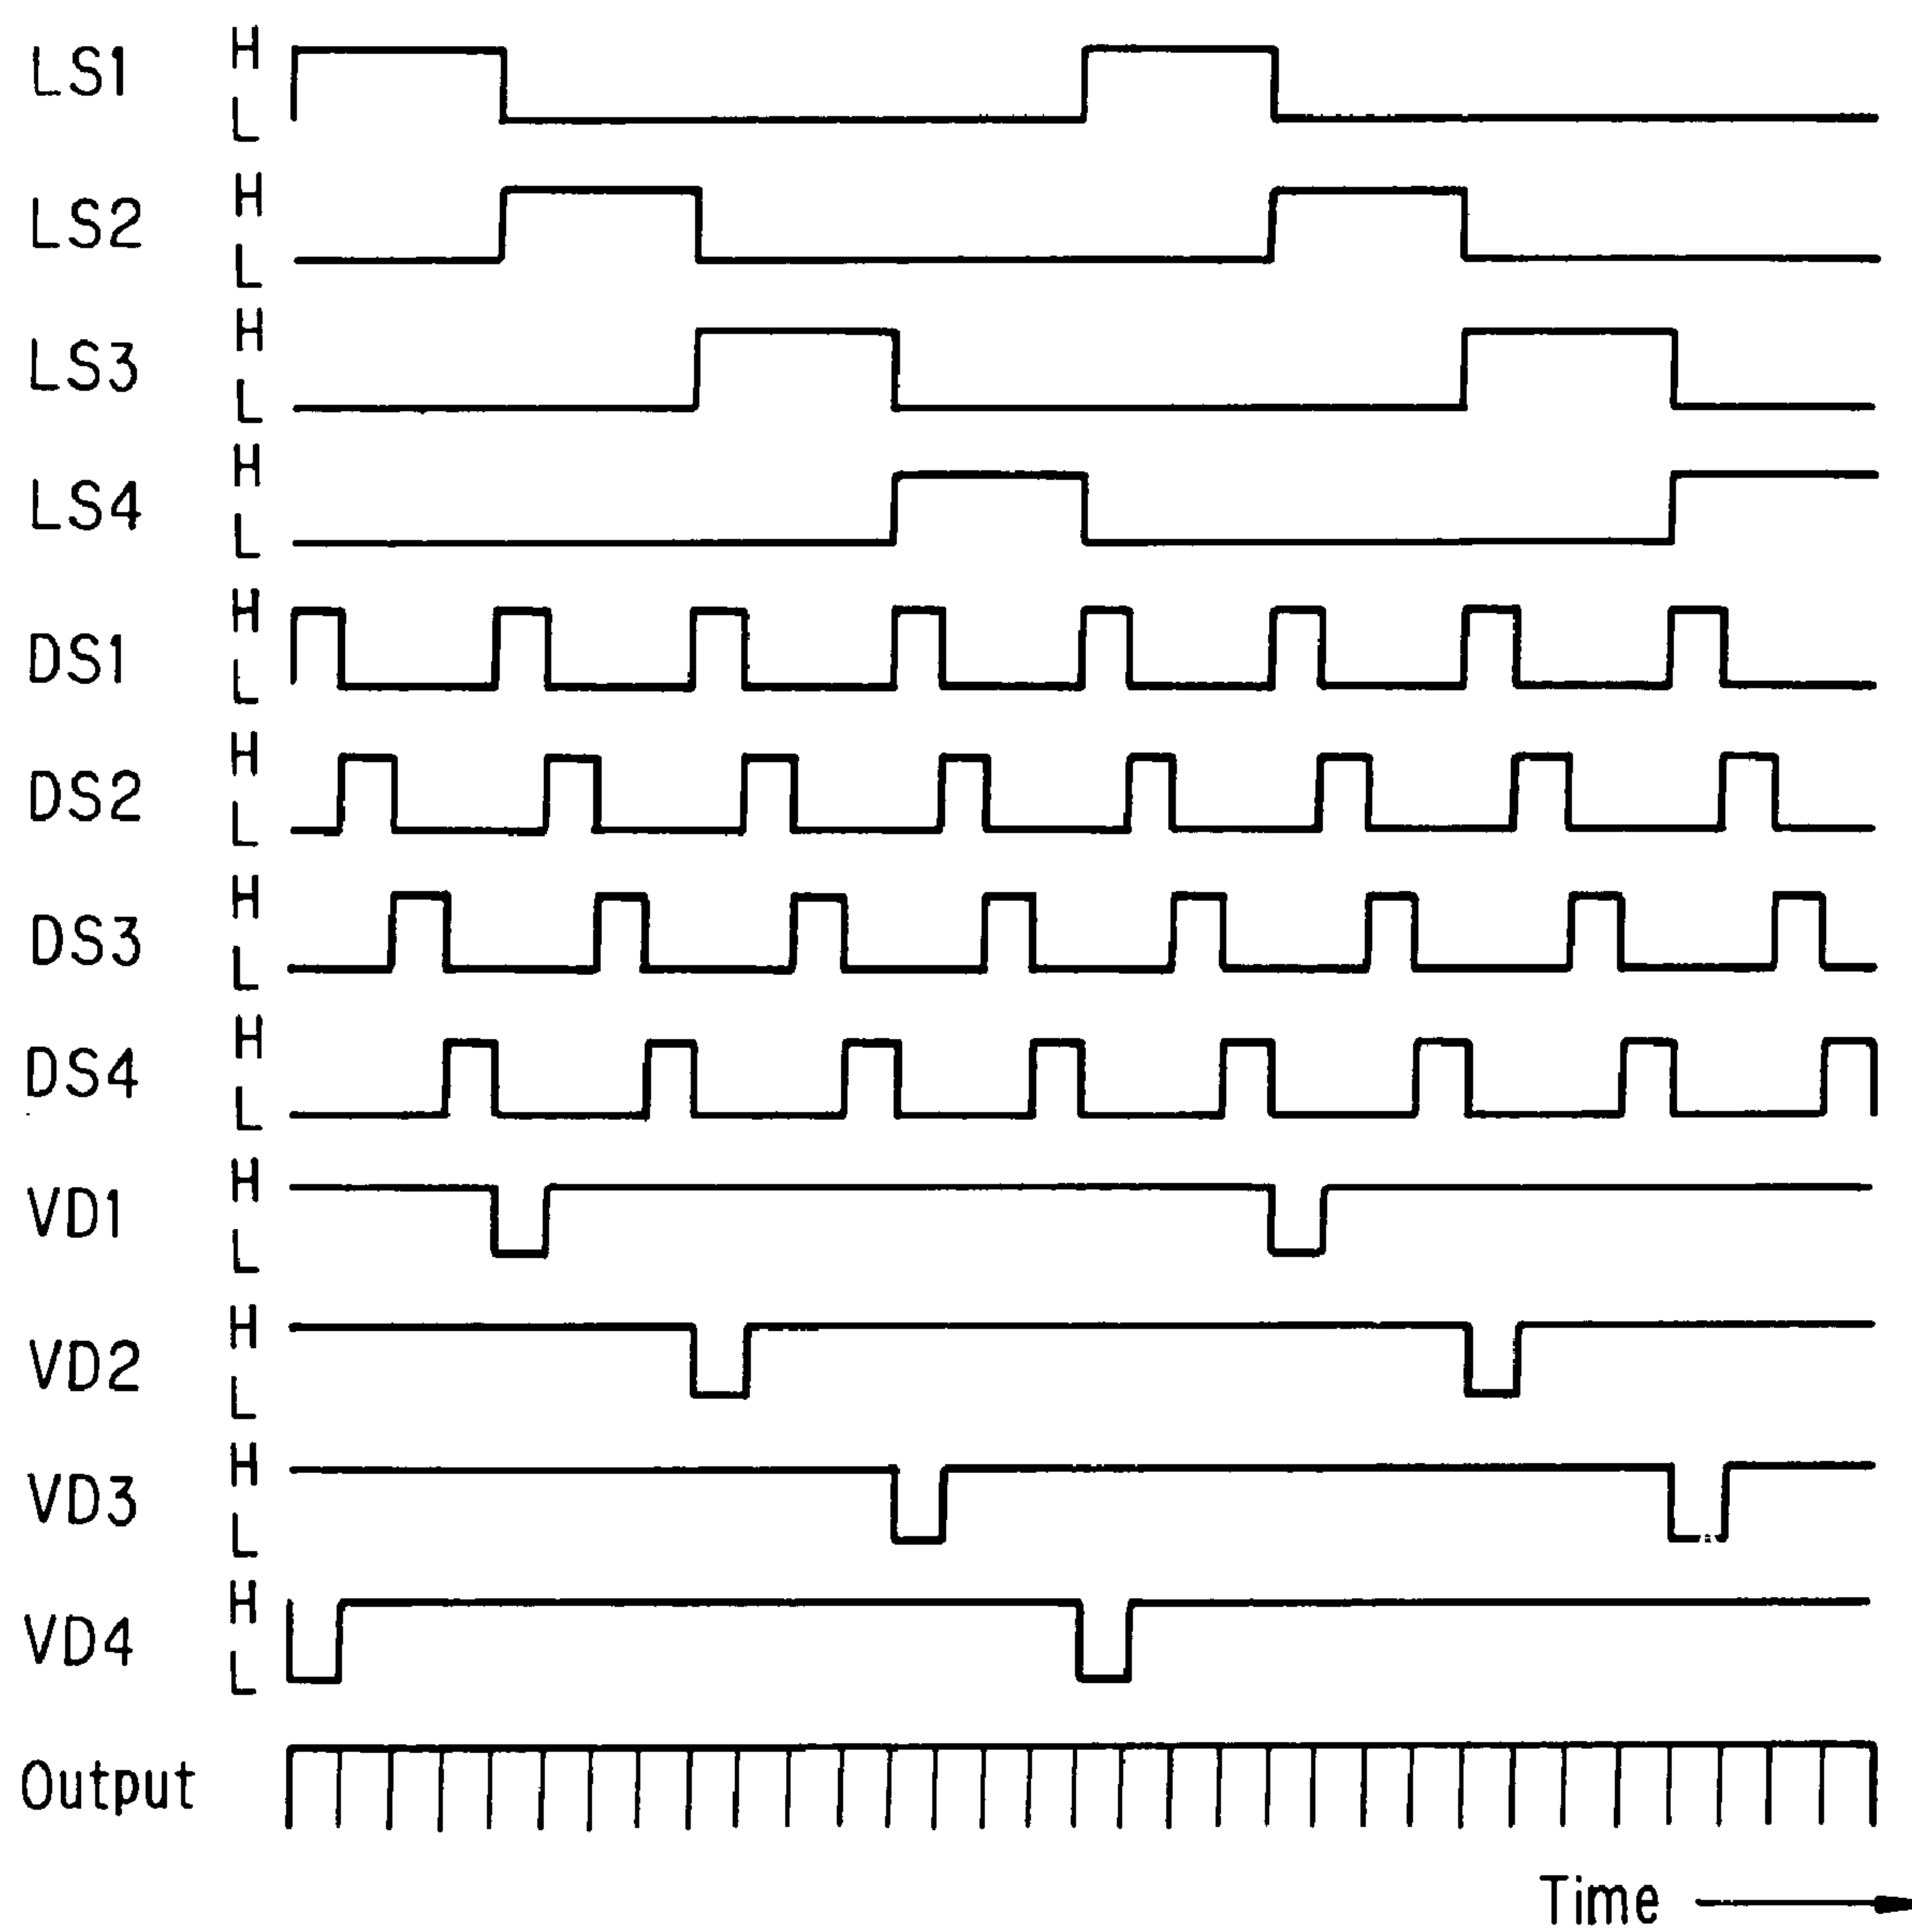 LS1 H
L
LS2 H
L
LS3 H
L
LS4 H
L
DS1 H
L
DS2 H
L
DS3 H
L
DS4 H
L
VD1 H
L
VD2 H
L
VD3 H
L
VD4 H
L
Output
Time